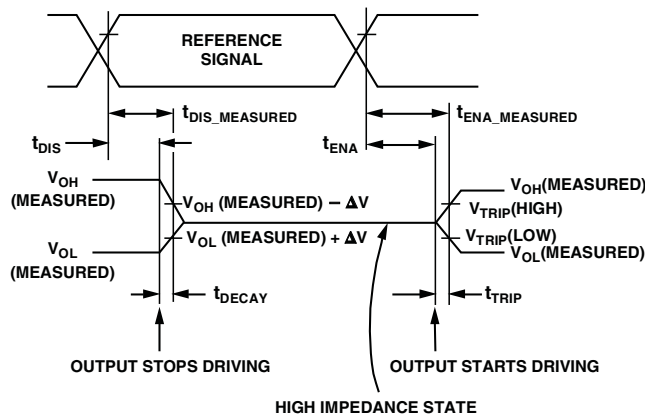 REFERENCE
SIGNAL
tDIS_MEASURED
tENA_MEASURED
tDIS
tENA
VOH
(MEASURED)
VOH (MEASURED) – ΔV
VOH(MEASURED)
VTRIP(HIGH)
VOL
(MEASURED)
VOL (MEASURED) + ΔV
VTRIP(LOW)
VOL(MEASURED)
tDECAY
tTRIP
OUTPUT STOPS DRIVING
OUTPUT STARTS DRIVING
HIGH IMPEDANCE STATE